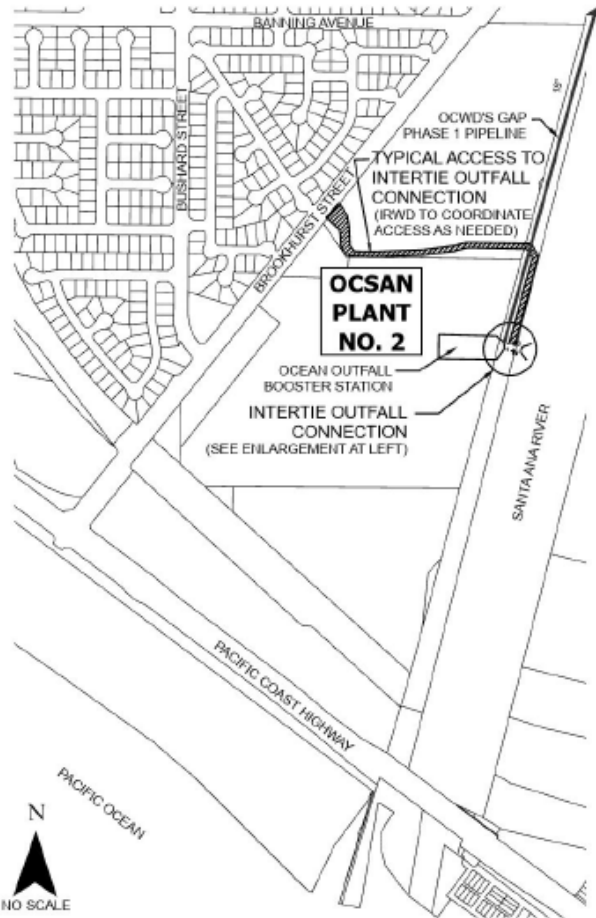 BANNING AVENUE
BUSHARD STREET
BROOKHURST STREET
18"
OCWD'S GAP
PHASE 1 PIPELINE
TYPICAL ACCESS TO
INTERTIE OUTFALL
CONNECTION
(IRWD TO COORDINATE
ACCESS AS NEEDED)
OCSAN
PLANT
NO. 2
OCEAN OUTFALL
BOOSTER STATION
INTERTIE OUTFALL
CONNECTION
(SEE ENLARGEMENT AT LEFT)
SANTA ANA RIVER
PACIFIC COAST HIGHWAY
PACIFIC OCEAN
N
NO SCALE